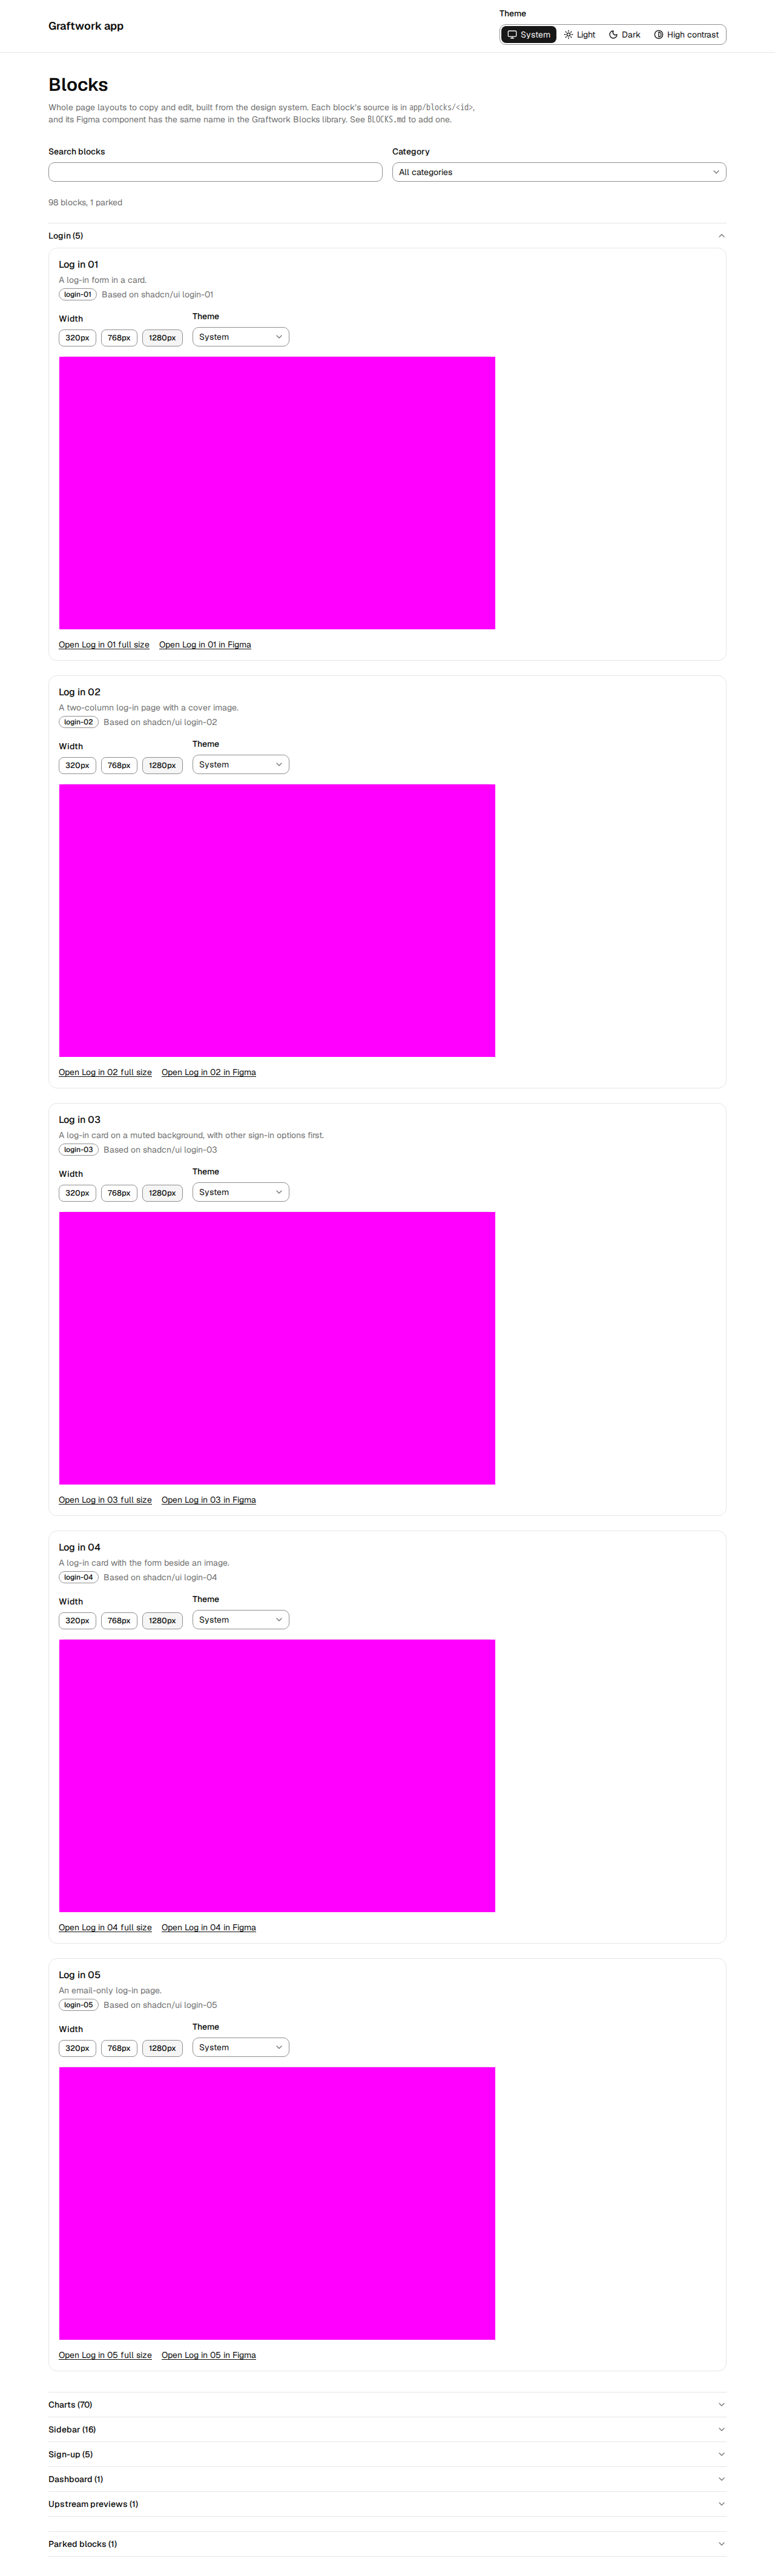 Graftwork app
Theme
System Light Dark High contrast
Blocks
Whole page layouts to copy and edit, built from the design system. Each block's source is in app/blocks/<id>,
and its Figma component has the same name in the Graftwork Blocks library. See BLOCKS.md to add one.
Search blocks
Category
All categories
98 blocks, 1 parked
Login (5)
Log in 01
A log-in form in a card.
login-01 Based on shadcn/ui login-01
Width
Theme
320px 768px 1280px System
Open Log in 01 full size Open Log in 01 in Figma
Log in 02
A two-column log-in page with a cover image.
login-02 Based on shadcn/ui login-02
Width
Theme
320px 768px 1280px System
Open Log in 02 full size Open Log in 02 in Figma
Log in 03
A log-in card on a muted background, with other sign-in options first.
login-03 Based on shadcn/ui login-03
Width
Theme
320px 768px 1280px System
Open Log in 03 full size Open Log in 03 in Figma
Log in 04
A log-in card with the form beside an image.
login-04 Based on shadcn/ui login-04
Width
Theme
320px 768px 1280px System
Open Log in 04 full size Open Log in 04 in Figma
Log in 05
An email-only log-in page.
login-05 Based on shadcn/ui login-05
Width
Theme
320px 768px 1280px System
Open Log in 05 full size Open Log in 05 in Figma
Charts (70)
Sidebar (16)
Sign-up (5)
Dashboard (1)
Upstream previews (1)
Parked blocks (1)